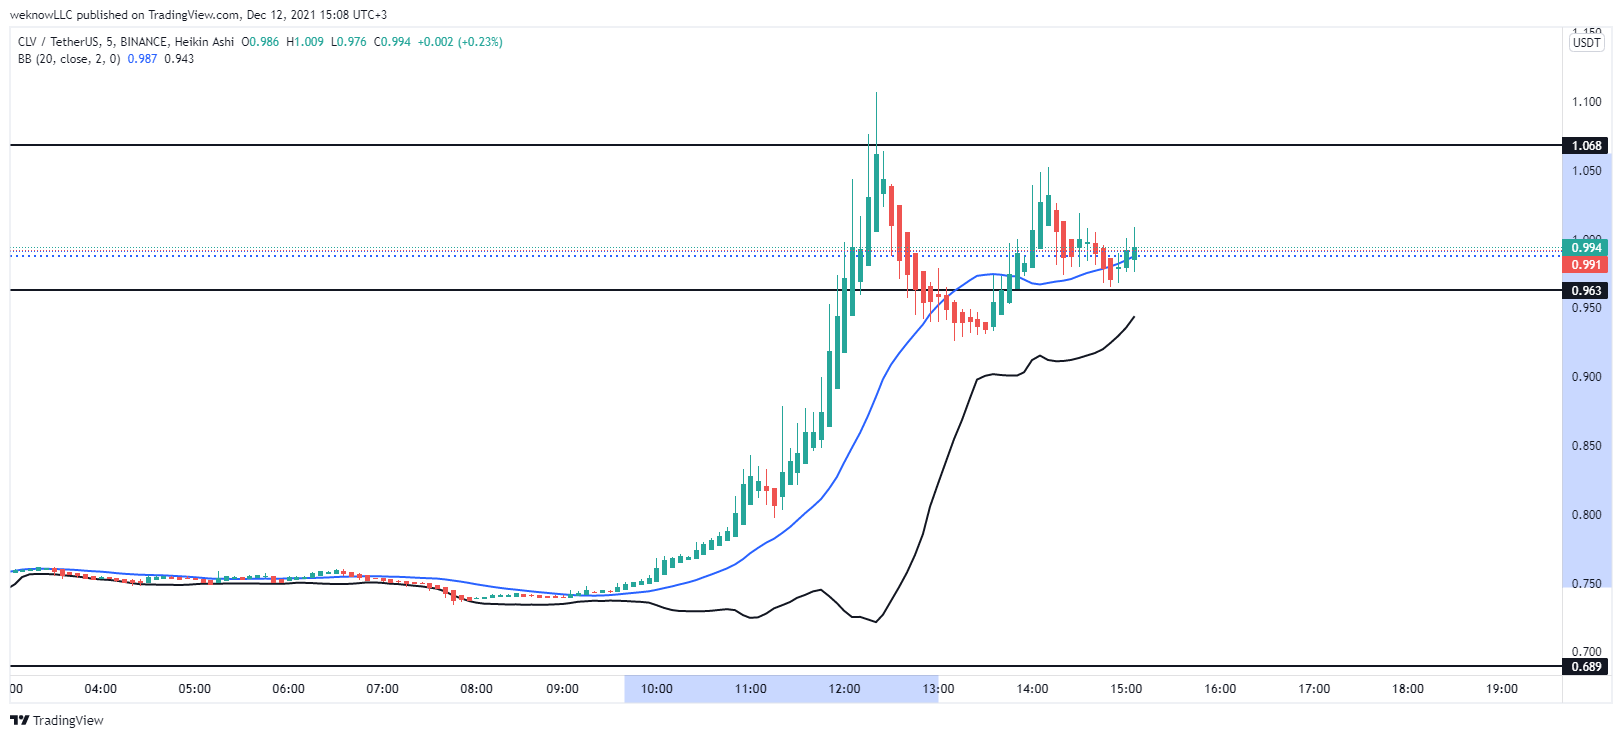 weknowLLC published on TradingView.com, Dec 12, 2021 15:08 UTC+3
CLV / TetherUS, 5, BINANCE, Heikin Ashi O0.986 H1.009 L0.976 C0.994 +0.002 (+0.23%)
BB (20, close, 2, 0) 0.987 0.943
1.150
USDT
1.100
1.068
1.050
1.000
0.994
0.991
0.963
0.950
0.900
0.850
0.800
0.750
0.700
0.689
:00 04:00 05:00 06:00 07:00 08:00 09:00 10:00 11:00 12:00 13:00 14:00 15:00 16:00 17:00 18:00 19:00
TradingView